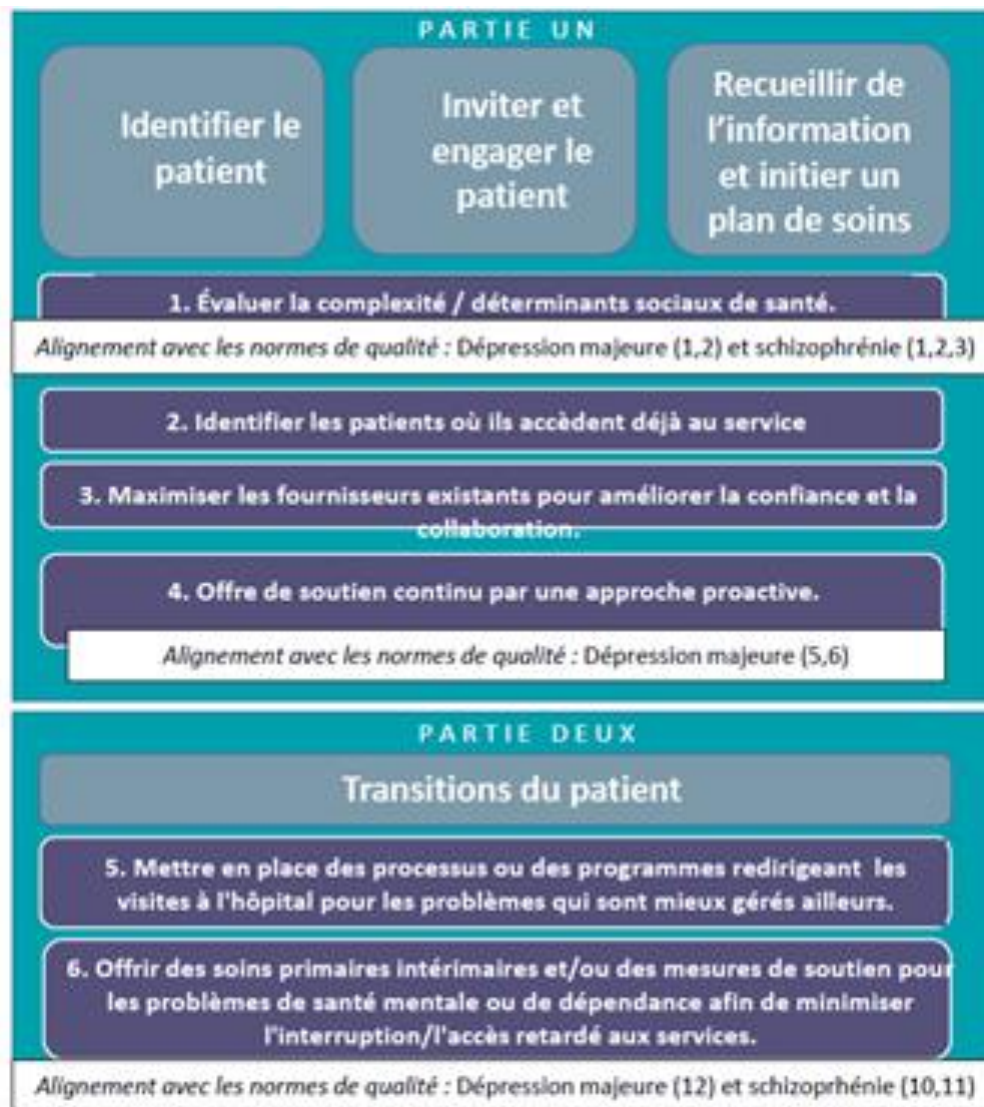 PARTIE UN
Identifier le
patient
Inviter et
engager le
patient
Recueillir de
l'information
et initier un
plan de soins
1. Évaluer la complexité / déterminants sociaux de santé.
Alignement avec les normes de qualité : Dépression majeure (1,2) et schizophrénie (1,2,3)
2. Identifier les patients où ils accèdent déjà au service
3. Maximiser les fournisseurs existants pour améliorer la confiance et la
collaboration.
4. Offre de soutien continu par une approche proactive.
Alignement avec les normes de qualité : Dépression majeure (5,6)
PARTIE DEUX
Transitions du patient
5. Mettre en place des processus ou des programmes redirigeant les
visites à l'hôpital pour les problèmes qui sont mieux gérés ailleurs.
6. Offrir des soins primaires intérimaires et/ou des mesures de soutien pour
les problèmes de santé mentale ou de dépendance afin de minimiser
l'interruption/l'accès retardé aux services.
Alignement avec les normes de qualité : Dépression majeure (12) et schizoprhénie (10,11)